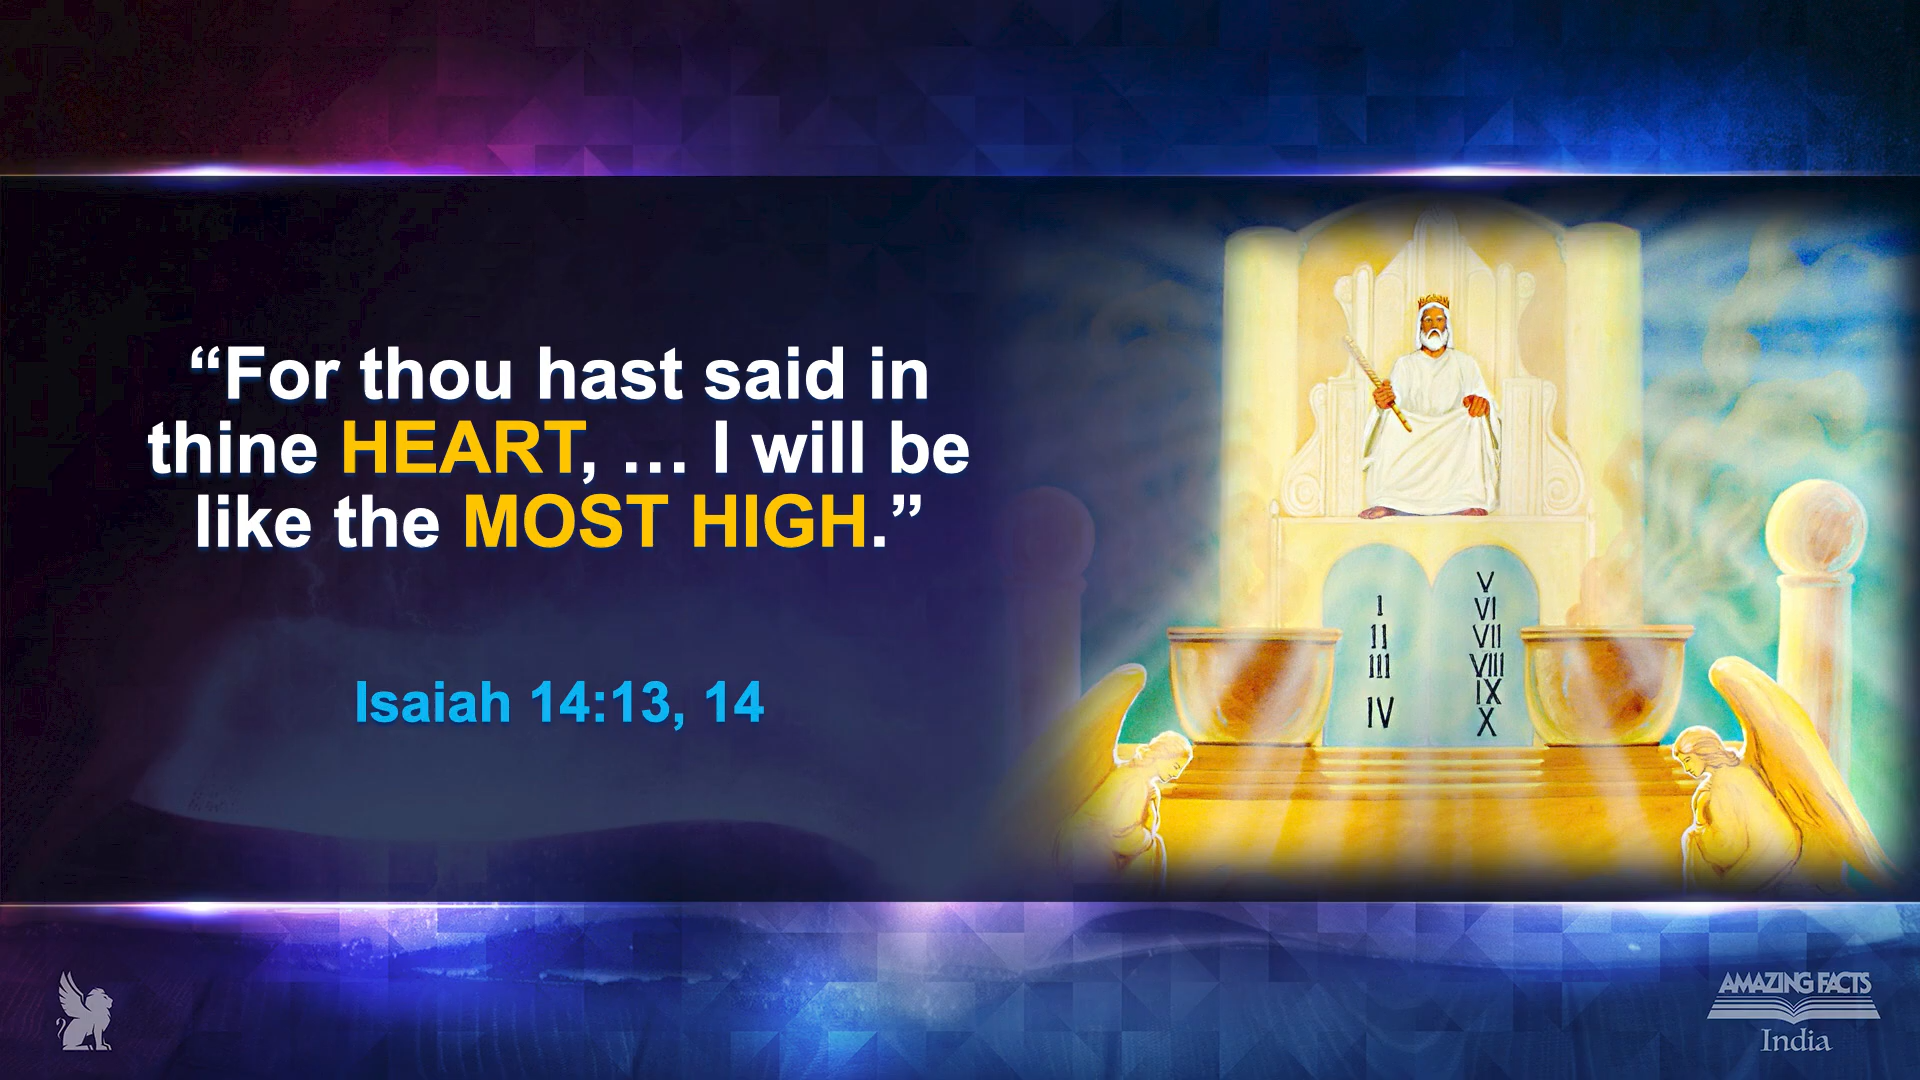 “For thou hast said in
thine HEART, … I will be
like the MOST HIGH.”
Isaiah 14:13, 14
I
II
III
IV
V
VI
VII
VIII
IX
X
AMAZING FACTS
India